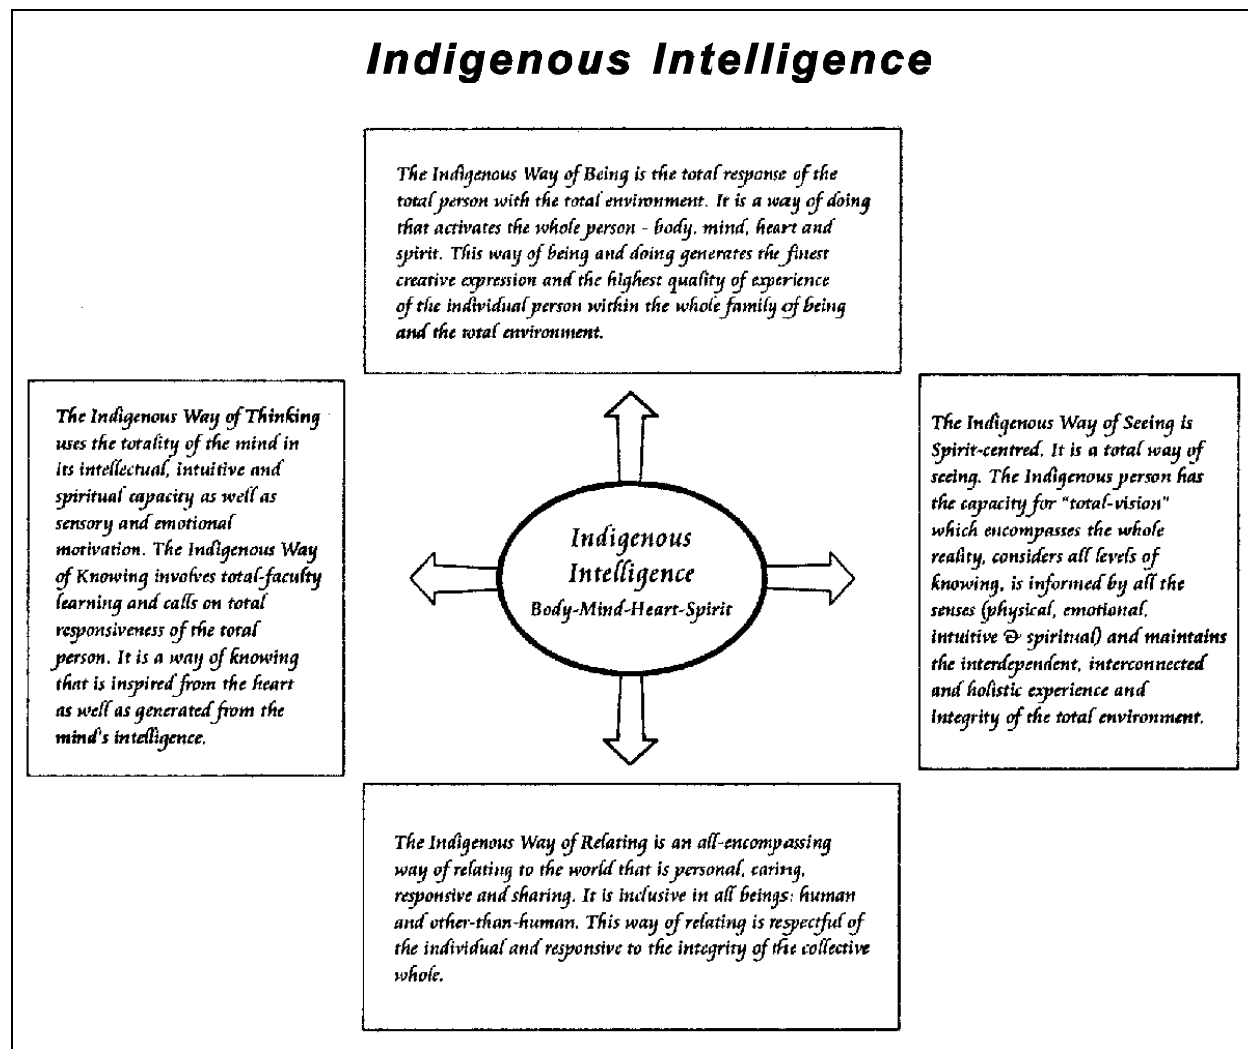 Indigenous Intelligence
The Indigenous Way of Being is the total response of the
total person with the total environment. It is a way of doing
that activates the whole person - body, mind, heart and
spirit. This way of being and doing generates the finest
creative expression and the highest quality of experience
of the individual person within the whole family of being
and the total environment.
The Indigenous Way of Thinking
uses the totality of the mind in
its intellectual, intuitive and
spiritual capacity as well as
sensory and emotional
motivation. The Indigenous Way
of Knowing involves total-faculty
learning and calls on total
responsiveness of the total
person. It is a way of knowing
that is inspired from the heart
as well as generated from the
mind's intelligence.
Indigenous
Intelligence
Body-Mind-Heart-Spirit
The Indigenous Way of Seeing is
Spirit-centred. It is a total way of
seeing. The Indigenous person has
the capacity for "total-vision"
which encompasses the whole
reality, considers all levels of
knowing, is informed by all the
senses (physical, emotional,
intuitive & spiritual) and maintains
the interdependent, interconnected
and holistic experience and
integrity of the total environment.
The Indigenous Way of Relating is an all-encompassing
way of relating to the world that is personal, caring,
responsive and sharing. It is inclusive in all beings: human
and other-than-human. This way of relating is respectful of
the individual and responsive to the integrity of the collective
whole.